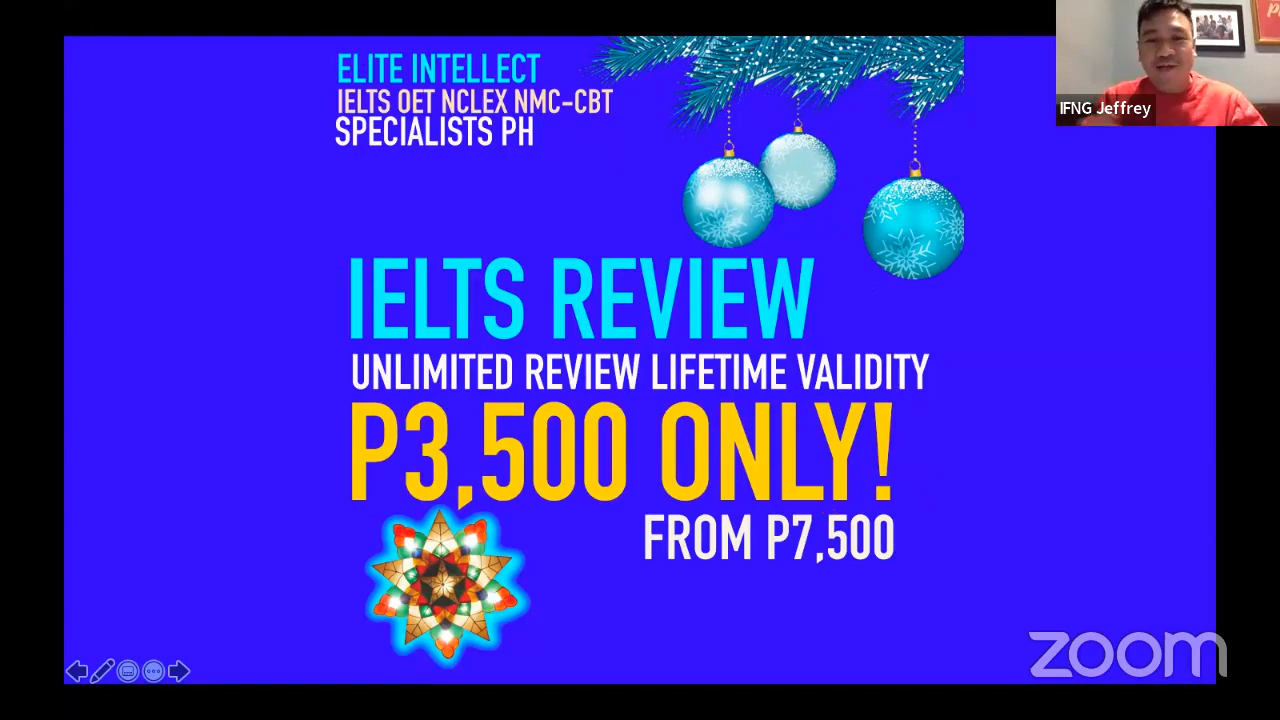 ELITE INTELLECT
IELTS OET NCLEX NMC-CBT
SPECIALISTS PH
IFNG Jeffrey
IELTS REVIEW
UNLIMITED REVIEW LIFETIME VALIDITY
P3,500 ONLY!
FROM P7,500
zoom